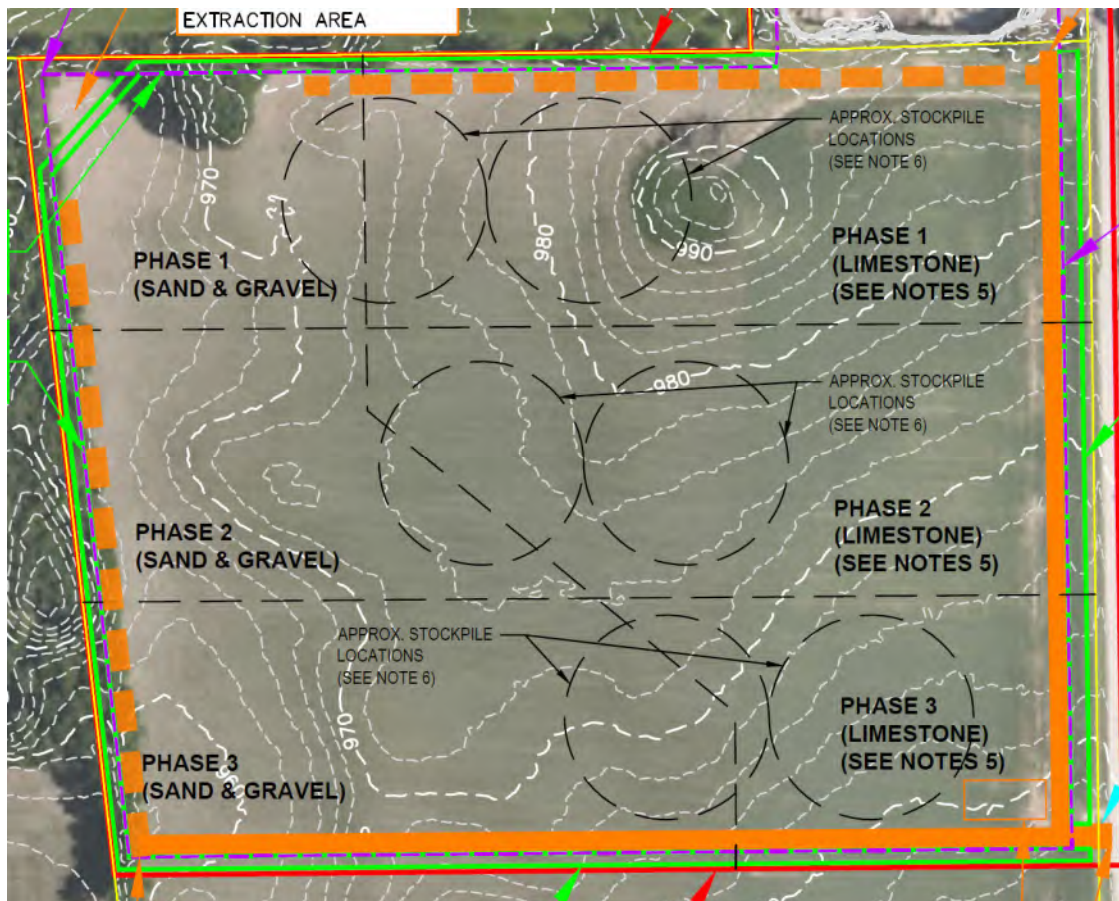 EXTRACTION AREA
APPROX. STOCKPILE
LOCATIONS
(SEE NOTE 6)
970
980
990
PHASE 1
(SAND & GRAVEL)
PHASE 1
(LIMESTONE)
(SEE NOTES 5)
980
APPROX. STOCKPILE
LOCATIONS
(SEE NOTE 6)
PHASE 2
(SAND & GRAVEL)
PHASE 2
(LIMESTONE)
(SEE NOTES 5)
APPROX. STOCKPILE
LOCATIONS
(SEE NOTE 6)
970
PHASE 3
(LIMESTONE)
(SEE NOTES 5)
PHASE 3
(SAND & GRAVEL)